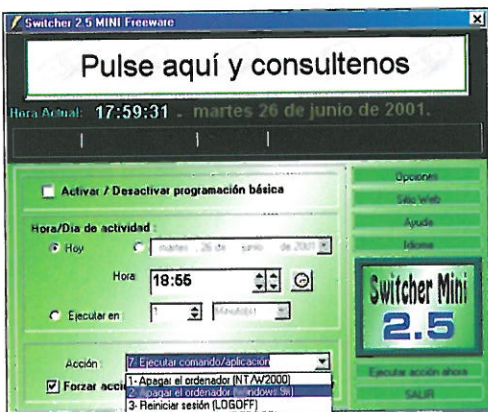 Switcher 2.5 MINI Freeware
Pulse aquí y consultenos
Hora Actual: 17:59:31 - martes 26 de junio de 2001.
Opciones
Activar / Desactivar programación básica
Sitio Web
Hora/Dia de actividad :
Ayuda
Hoy
martes , 26 de junio de 2001
Idioma
Hora:
18:55
Switcher Mini
2.5
Ejecutar en :
1
Minuto(s)
Acción :
7- Ejecutar comando/aplicación
Ejecutar acción ahora
Forzar acci
1- Apagar el ordenador (NT/W2000)
2- Apagar el ordenador (Windows 9x)
SALIR
3- Reiniciar sesión (LOGOFF)